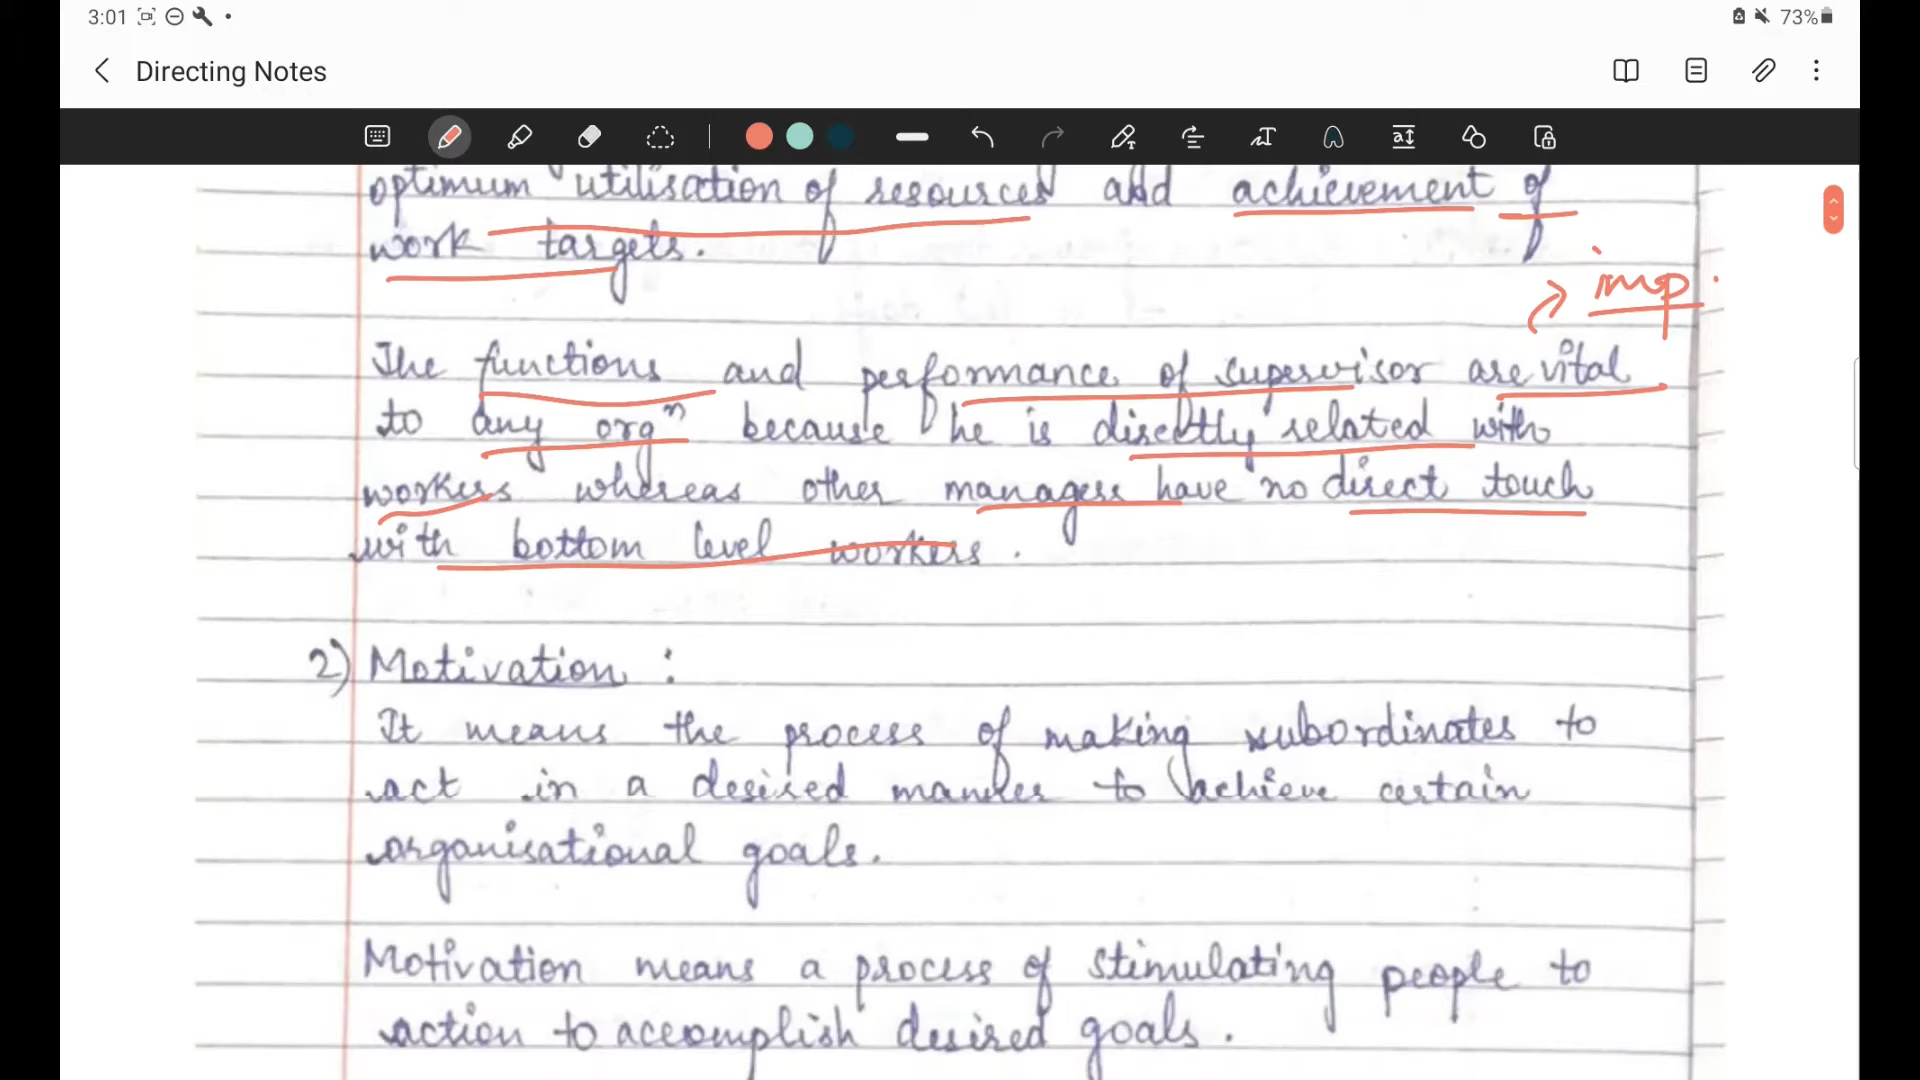 3:01
73%
Directing Notes
optimum utilisation of resources and achievement of
work targets.
imp.
The functions and performance of supervisor are vital
to any orgⁿ because he is directly related with
workers whereas other managers have no direct touch
with bottom level workers.
2) Motivation :
It means the process of making subordinates to
act in a desired manner to achieve certain
organisational goals.
Motivation means a process of stimulating people to
action to accomplish desired goals.